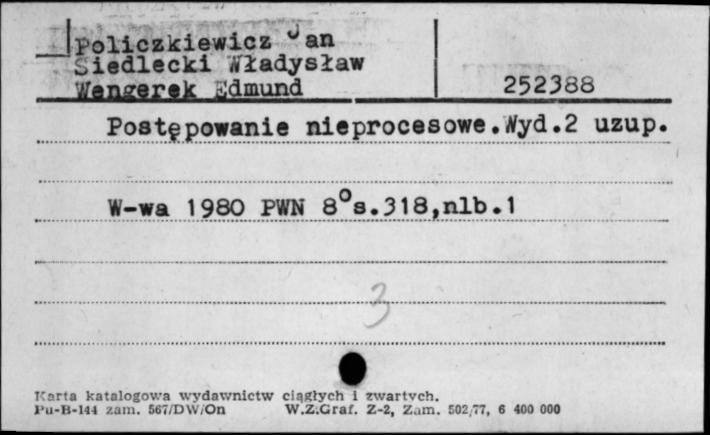 Policzkiewicz Jan
Siedlecki Władysław
Wengerek Edmund
252388
Postępowanie nieprocesowe.Wyd.2 uzup.
W-wa 1980 PWN 8° s.318,nlb.1
3
Karta katalogowa wydawnictw ciągłych i zwartych.
Pu-B-144 zam. 567/DW/On W.Z.Graf. Z-2, Zam. 502/77, 6 400 000